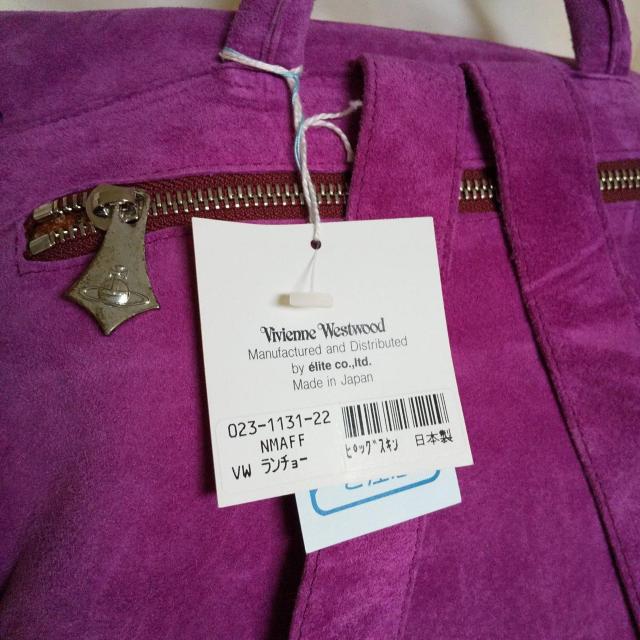 Vivienne Westwood
Manufactured and Distributed
by élite co.,ltd.
Made in Japan
023-1131-22
NMAFF
VW ランチョー
ピッグスキン 日本製